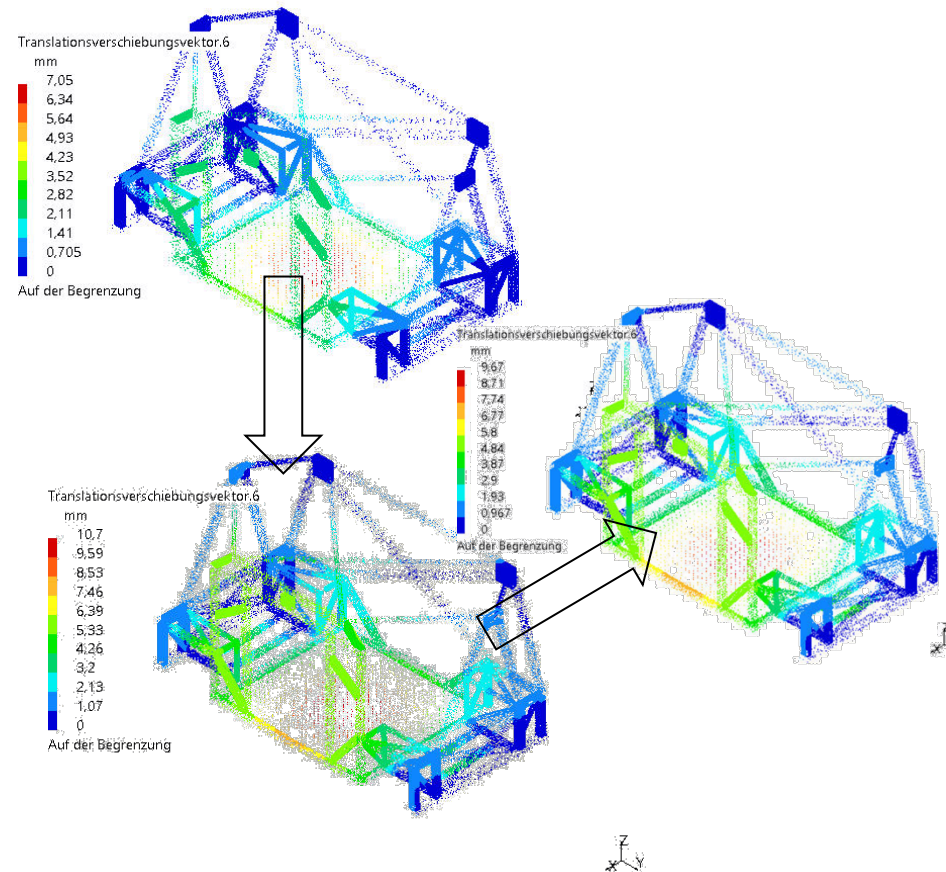 Translationsverschiebungsvektor.6
mm
7,05
6,34
5,64
4,93
4,23
3,52
2,82
2,11
1,41
0,705
0
Auf der Begrenzung
Translationsverschiebungsvektor.6
mm
9,67
8,71
7,74
6,77
5,8
4,84
3,87
2,9
1,93
0,967
0
Auf der Begrenzung
Translationsverschiebungsvektor.6
mm
10,7
9,59
8,53
7,46
6,39
5,33
4,26
3,2
2,13
1,07
0
Auf der Begrenzung
Z
x
Y